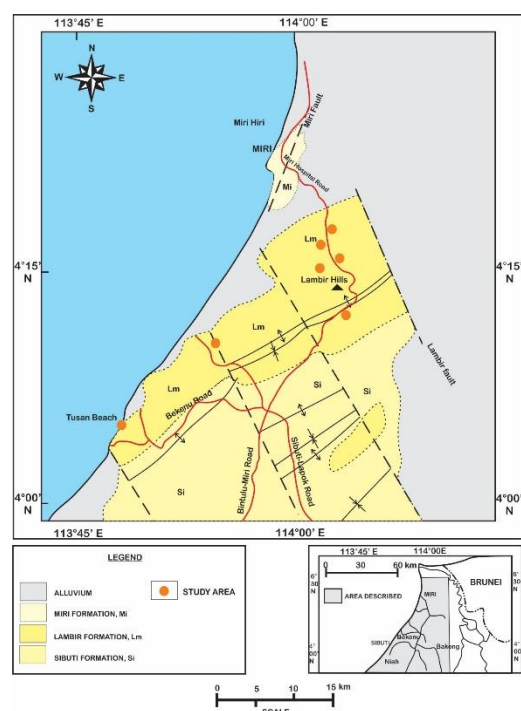 113°45' E
114°00' E
N
W
E
S
Miri Hiri
MIRI
Miri Fault
Miri Hospital Road
Mi
Lm
4°15'
N
4°15'
N
Lambir Hills
Lm
Lm
Bekenu Road
Tusan Beach
Si
Si
Lambir fault
Si
Bintulu-Miri Road
Sibuti-Lapok Road
4°00'
N
4°00'
N
113°45' E
114°00' E
LEGEND
ALLUVIUM
STUDY AREA
MIRI FORMATION, Mi
LAMBIR FORMATION, Lm
SIBUTI FORMATION, Si
113°45' E
114°00' E
0
30
60 km
BRUNEI
AREA DESCRIBED
MIRI
SIBUTI
Bekenu
Bakong
Niah
0
5
10
15 km
SCALE